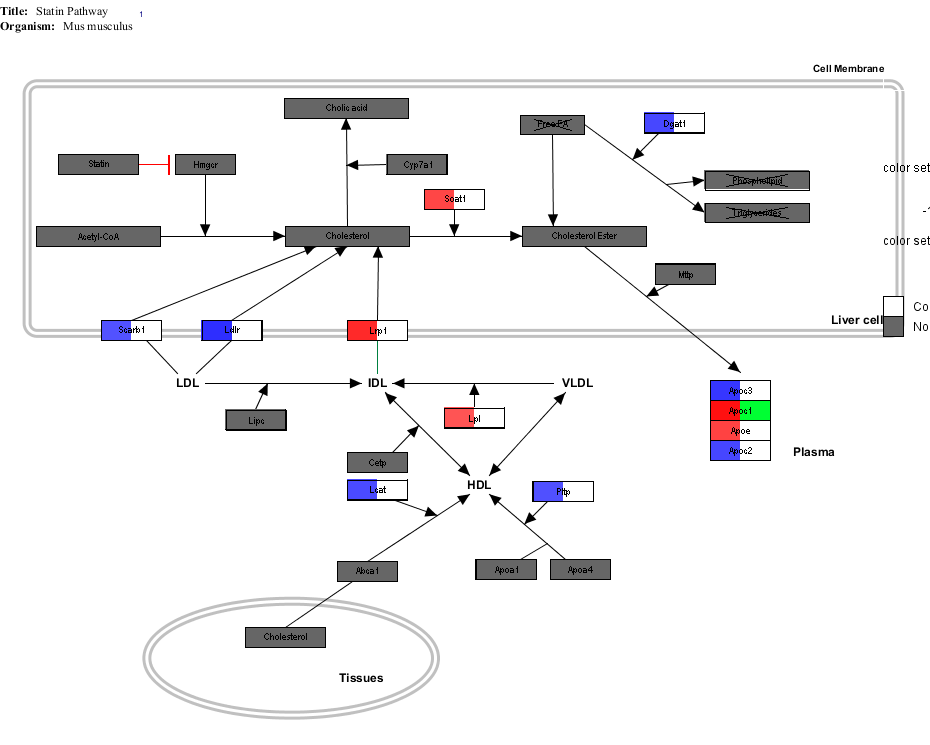 Title: Statin Pathway 1
Organism: Mus musculus
Cell Membrane
Cholic acid
Free FA
Dgat1
Statin
Hmgcr
Cyp7a1
color set
Phospholipid
Soat1
Triglycerides
-1
Acetyl-CoA
Cholesterol
Cholesterol Ester
color set
Mttp
Co
Scarb1
Ldlr
Lrp1
Liver cell
No
LDL
IDL
VLDL
Apoc3
Apoc1
Lipc
Lpl
Apoe
Apoc2
Plasma
Cetp
HDL
Lcat
Pltp
Abca1
Apoa1
Apoa4
Cholesterol
Tissues